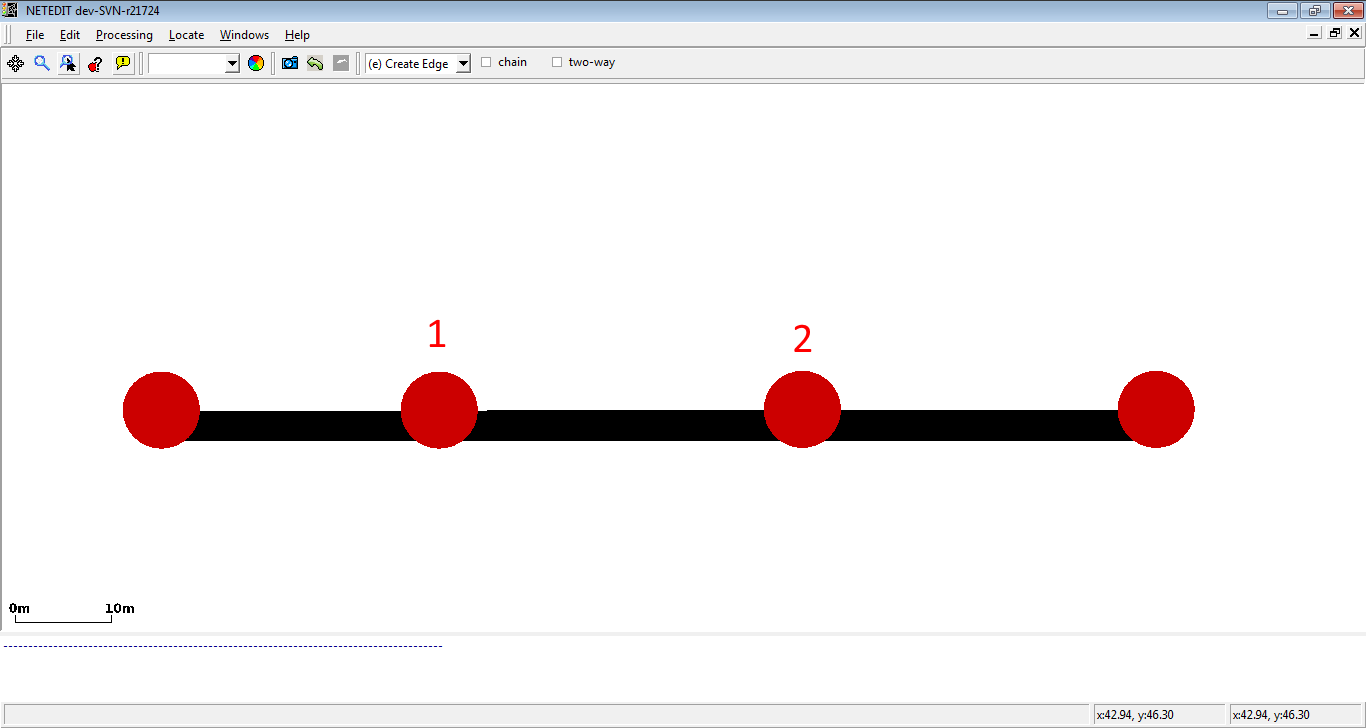 NETEDIT dev-SVN-r21724
File Edit Processing Locate Windows Help
(e) Create Edge chain two-way
1
2
0m 10m
--------------------------------------------------------------------------------
x:42.94, y:46.30 x:42.94, y:46.30